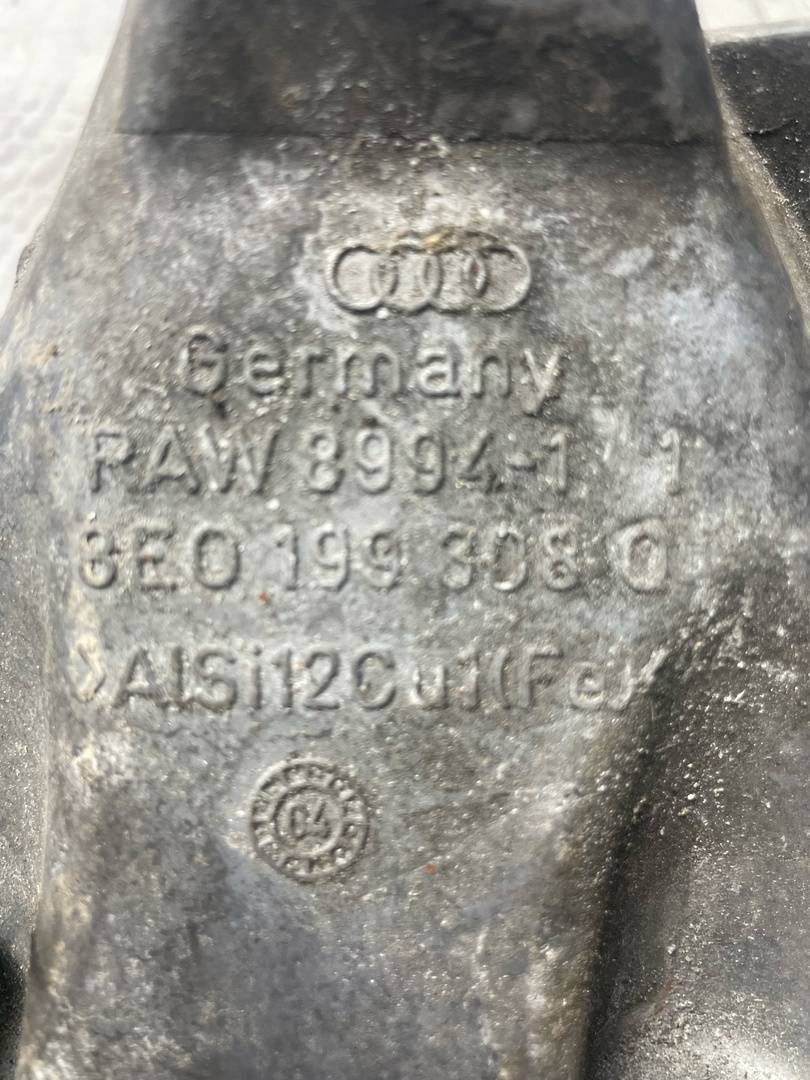 Germany
RAW 8994-1 1
8E0 199 308
>AlSi12Cu1(Fe)
04